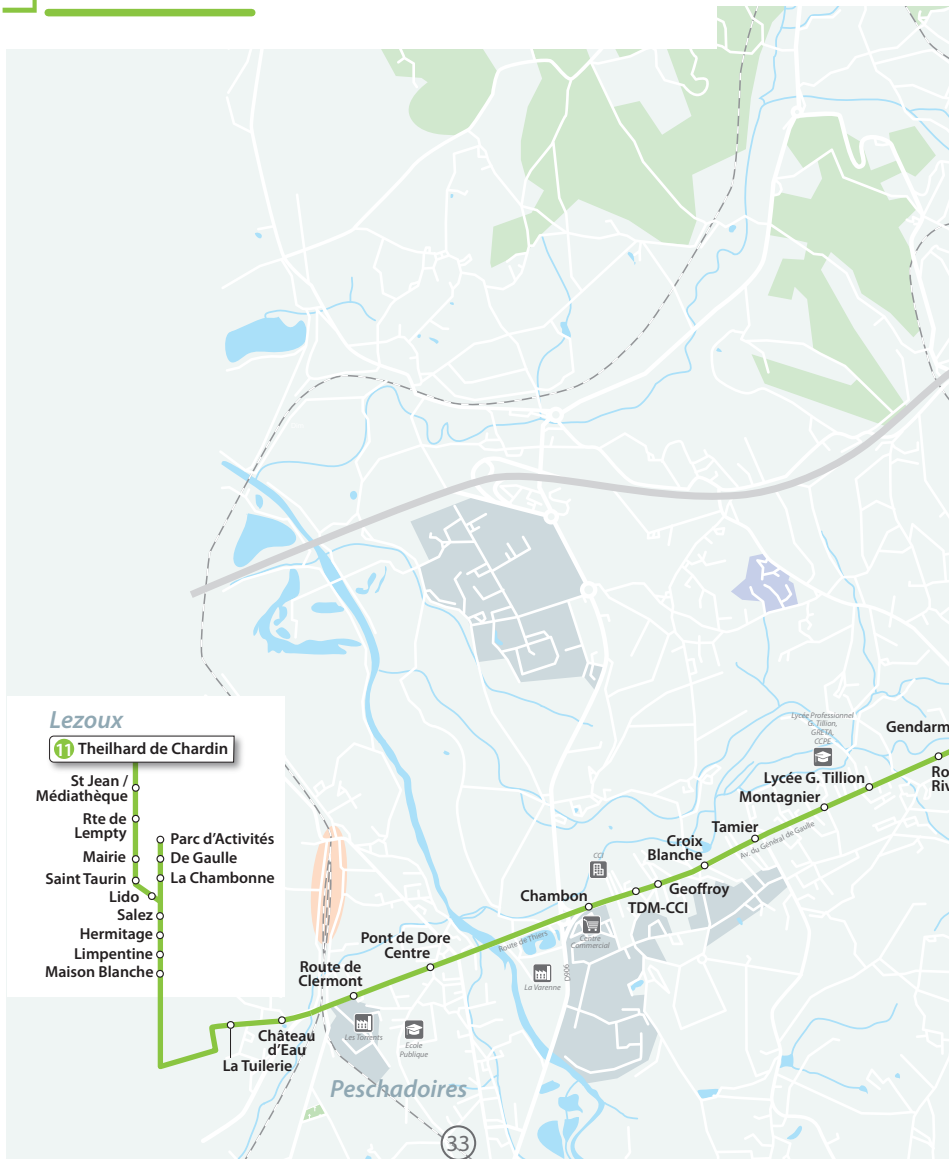 Lezoux
11 Theilhard de Chardin
St Jean /
Médiathèque
Rte de
Lempty
Mairie
Saint Taurin
Lido
Salez
Hermitage
Limpentine
Maison Blanche
Parc d'Activités
De Gaulle
La Chambonne
La Tuilerie
Château
d'Eau
Route de
Clermont
Pont de Dore
Centre
Les Torrents
Ecole
Publique
Peschadoires
33
Route de Thiers
La Varenne
D906
Chambon
CCI
Centre
Commercial
TDM-CCI
Geoffroy
Croix
Blanche
Tamier
Av. du Général de Gaulle
Montagnier
Lycée G. Tillion
Lycée Professionnel
G. Tillion,
GRETA,
CCPE
Gendarm
Ro
Riv